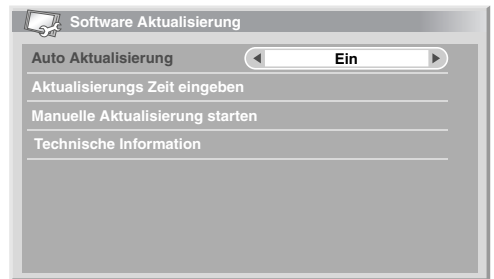 Software Aktualisierung
Auto Aktualisierung Ein
Aktualisierungs Zeit eingeben
Manuelle Aktualisierung starten
Technische Information